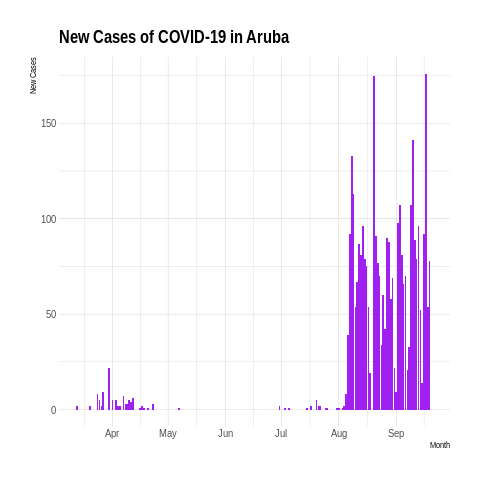 New Cases of COVID-19 in Aruba
New Cases
150
100
50
0
Apr May Jun Jul Aug Sep
Month